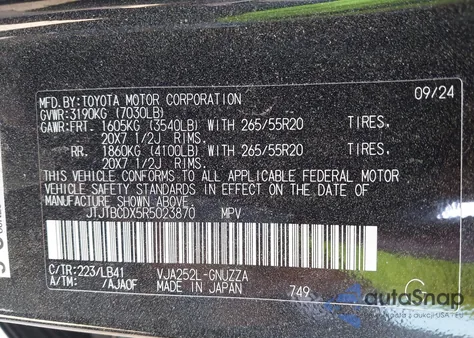 MFD.BY:TOYOTA MOTOR CORPORATION 09/24
GVWR:3190KG (7030LB)
GAWR:FRT. 1605KG (3540LB) WITH 265/55R20 TIRES,
20X7 1/2J RIMS.
RR. 1860KG (4100LB) WITH 265/55R20 TIRES,
20X7 1/2J RIMS.
THIS VEHICLE CONFORMS TO ALL APPLICABLE FEDERAL MOTOR
VEHICLE SAFETY STANDARDS IN EFFECT ON THE DATE OF
MANUFACTURE SHOWN ABOVE.
JTJTBCDX5R5023870 MPV
C/TR:223/LB41 VJA252L-GNUZZA
A/TM: /AJA0F MADE IN JAPAN 749 G
autoSnap